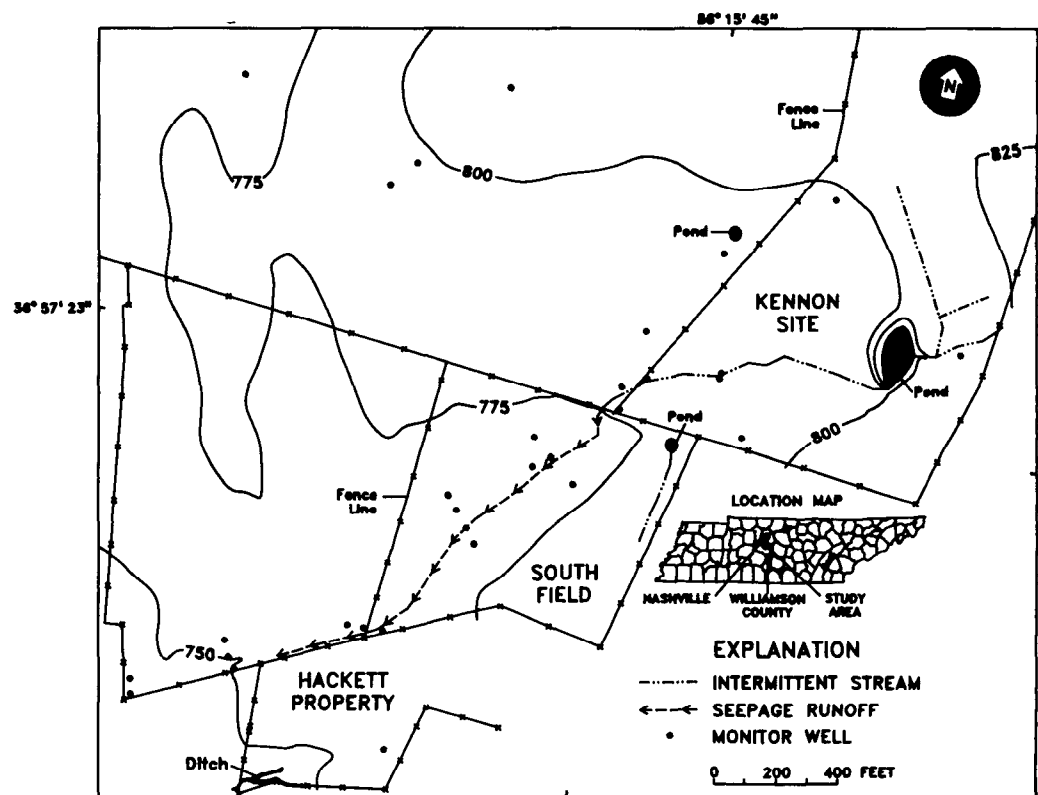 86° 15' 45"
N
Fence
Line
825
800
775
Pond
36° 57' 23"
KENNON
SITE
Pond
775
Pond
800
Fence
Line
LOCATION MAP
SOUTH
FIELD
NASHVILLE
WILLIAMSON
COUNTY
STUDY
AREA
750
HACKETT
PROPERTY
EXPLANATION
INTERMITTENT STREAM
SEEPAGE RUNOFF
MONITOR WELL
Ditch
0 200 400 FEET